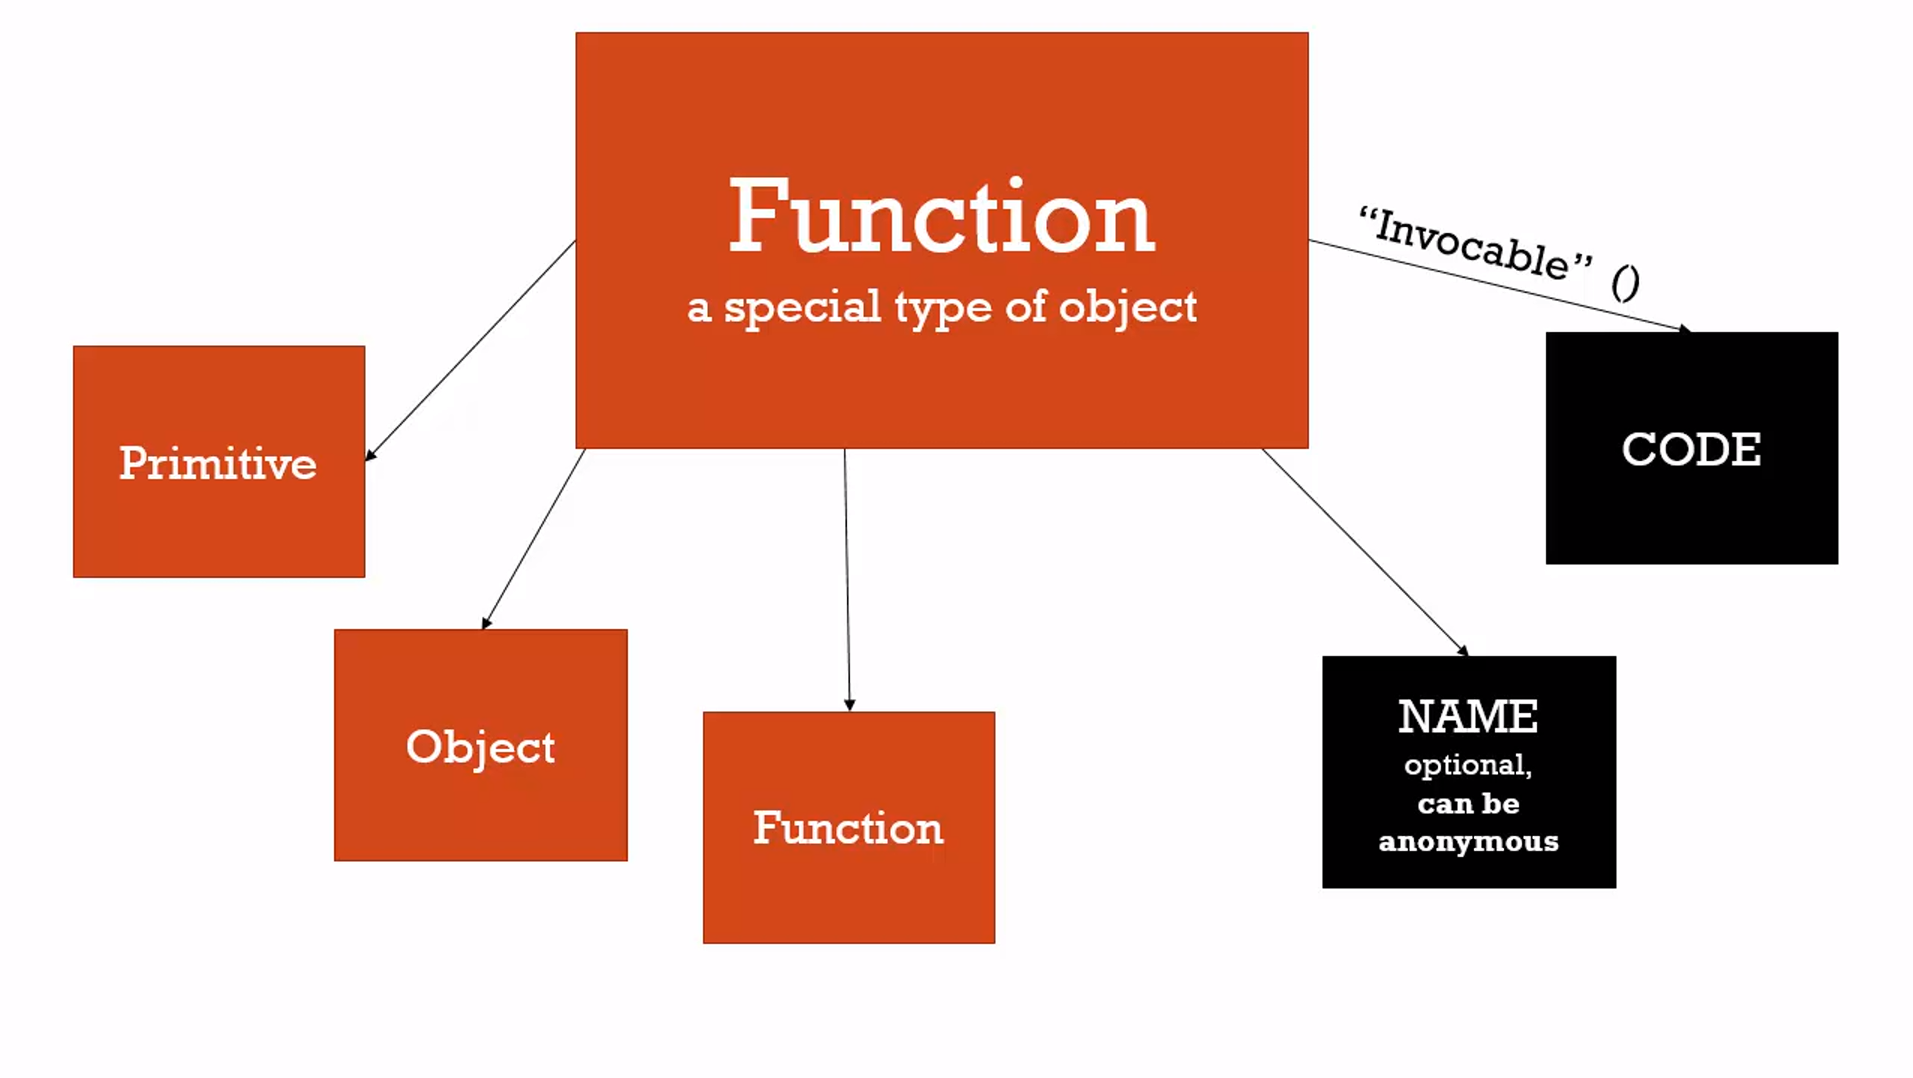 Function
a special type of object
“Invocable” ()
Primitive
CODE
Object
Function
NAME
optional,
can be
anonymous